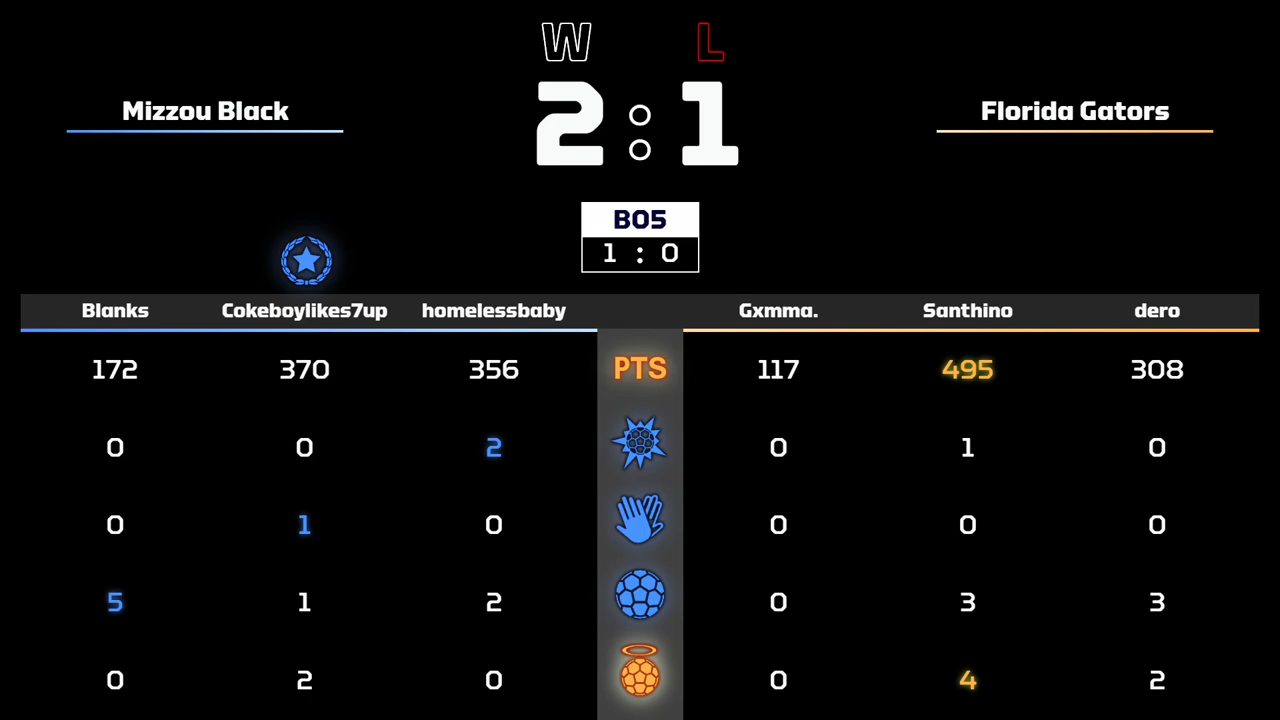 W L
Mizzou Black 2 : 1 Florida Gators
BO5
1 : 0
Blanks Cokeboylikes7up homelessbaby Gxmma. Santhino dero
172 370 356 PTS 117 495 308
0 0 2 0 1 0
0 1 0 0 0 0
5 1 2 0 3 3
0 2 0 0 4 2